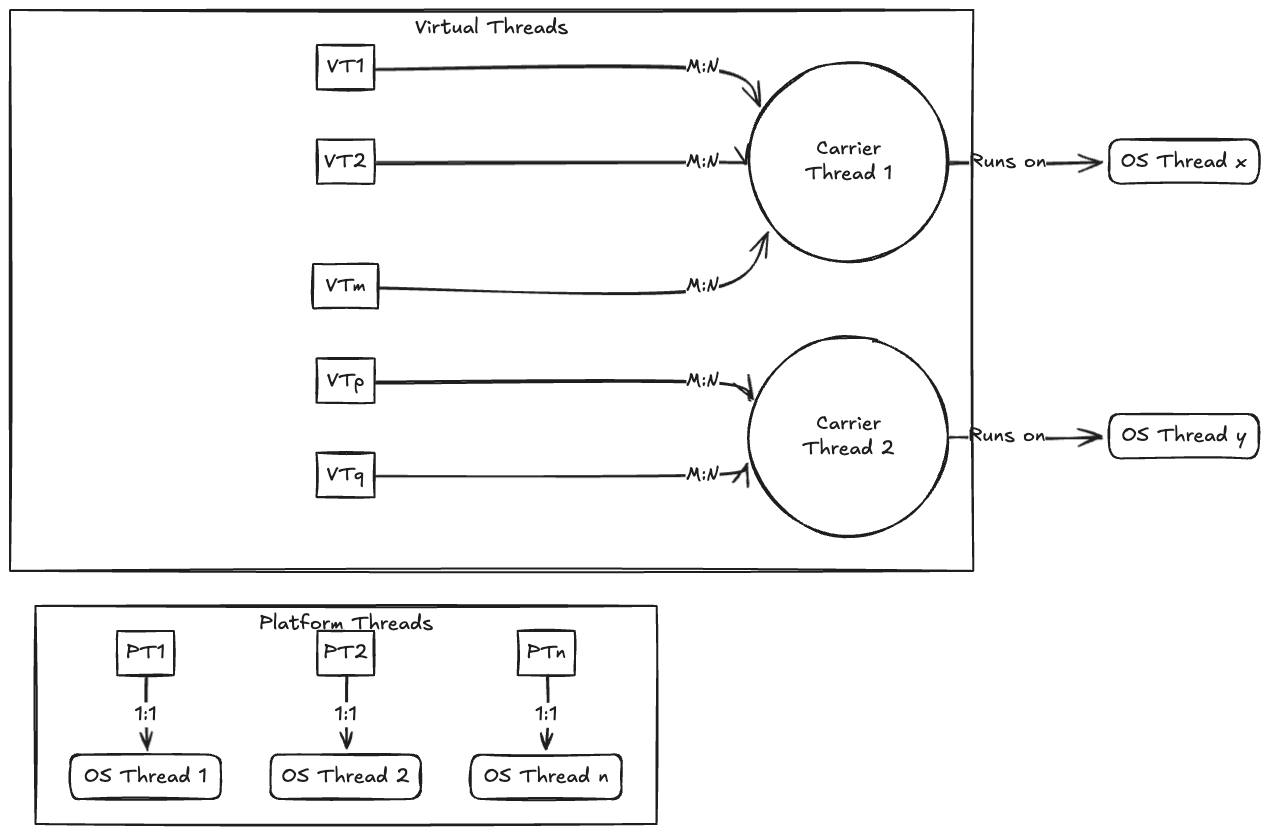 Virtual Threads
VT1
M:N
VT2
M:N
Carrier
Thread 1
Runs on
OS Thread x
VTm
M:N
VTp
M:N
Carrier
Thread 2
Runs on
OS Thread y
VTq
M:N
Platform Threads
PT1
PT2
PTn
1:1
1:1
1:1
OS Thread 1
OS Thread 2
OS Thread n